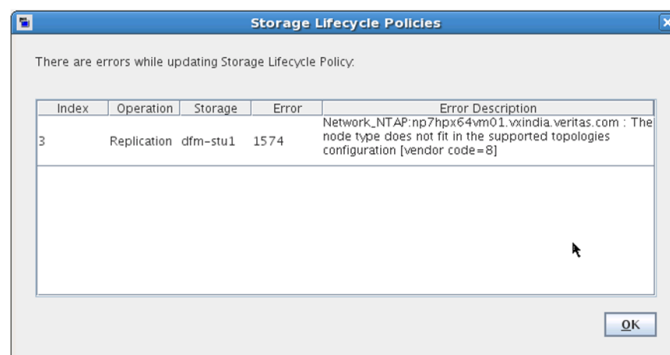 Storage Lifecycle Policies
There are errors while updating Storage Lifecycle Policy:
Index Operation Storage Error Error Description
Network_NTAP:np7hpx64vm01.vxindia.veritas.com : The
3 Replication dfm-stu1 1574 node type does not fit in the supported topologies
configuration [vendor code=8]
OK